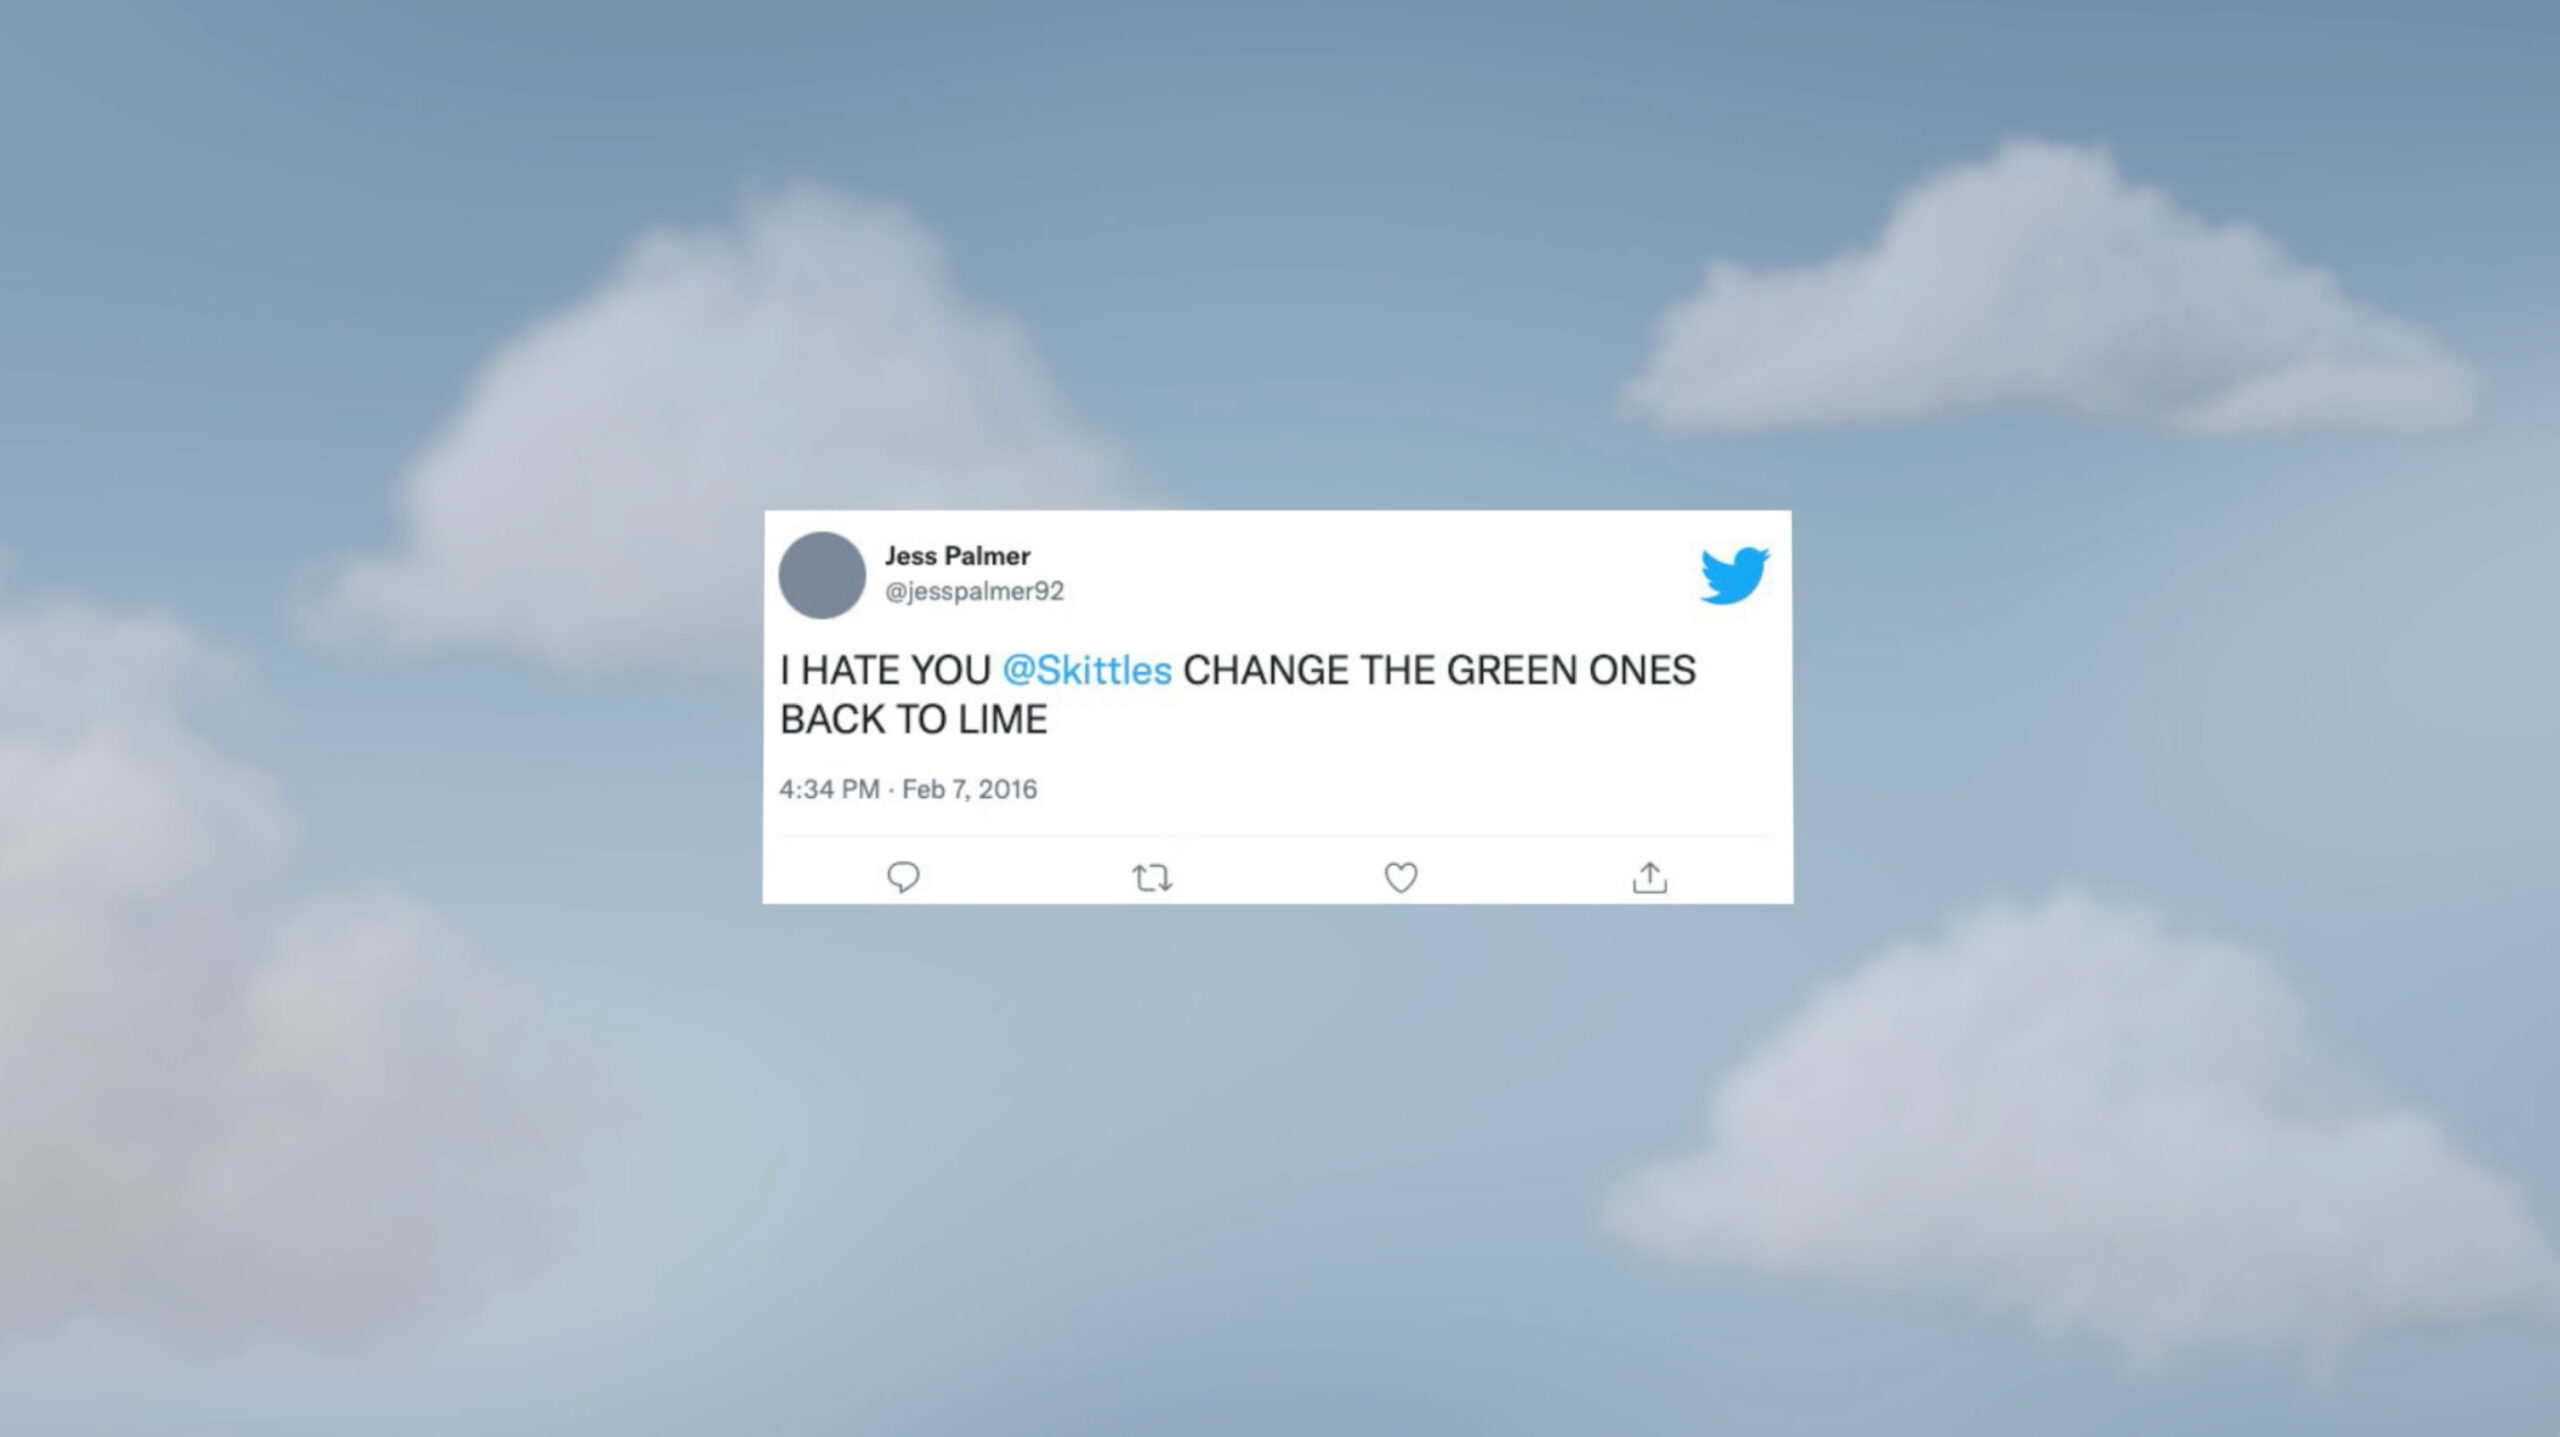 Jess Palmer
@jesspalmer92
I HATE YOU @Skittles CHANGE THE GREEN ONES
BACK TO LIME
4:34 PM · Feb 7, 2016